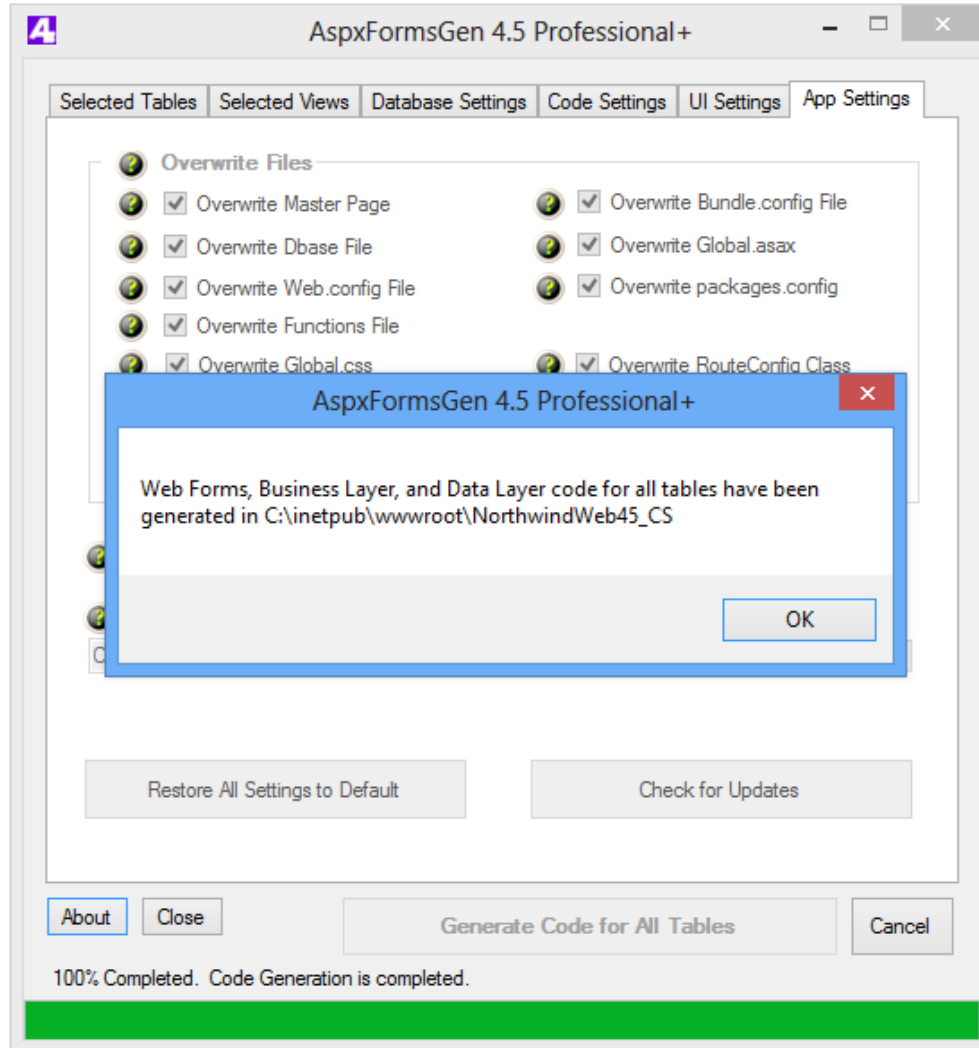 AspxFormsGen 4.5 Professional+
Selected Tables Selected Views Database Settings Code Settings UI Settings App Settings
Overwrite Files
Overwrite Master Page Overwrite Bundle.config File
Overwrite Dbase File Overwrite Global.asax
Overwrite Web.config File Overwrite packages.config
Overwrite Functions File
Overwrite Global.css Overwrite RouteConfig Class
AspxFormsGen 4.5 Professional+
Web Forms, Business Layer, and Data Layer code for all tables have been
generated in C:\inetpub\wwwroot\NorthwindWeb45_CS
OK
Restore All Settings to Default Check for Updates
About Close Generate Code for All Tables Cancel
100% Completed. Code Generation is completed.